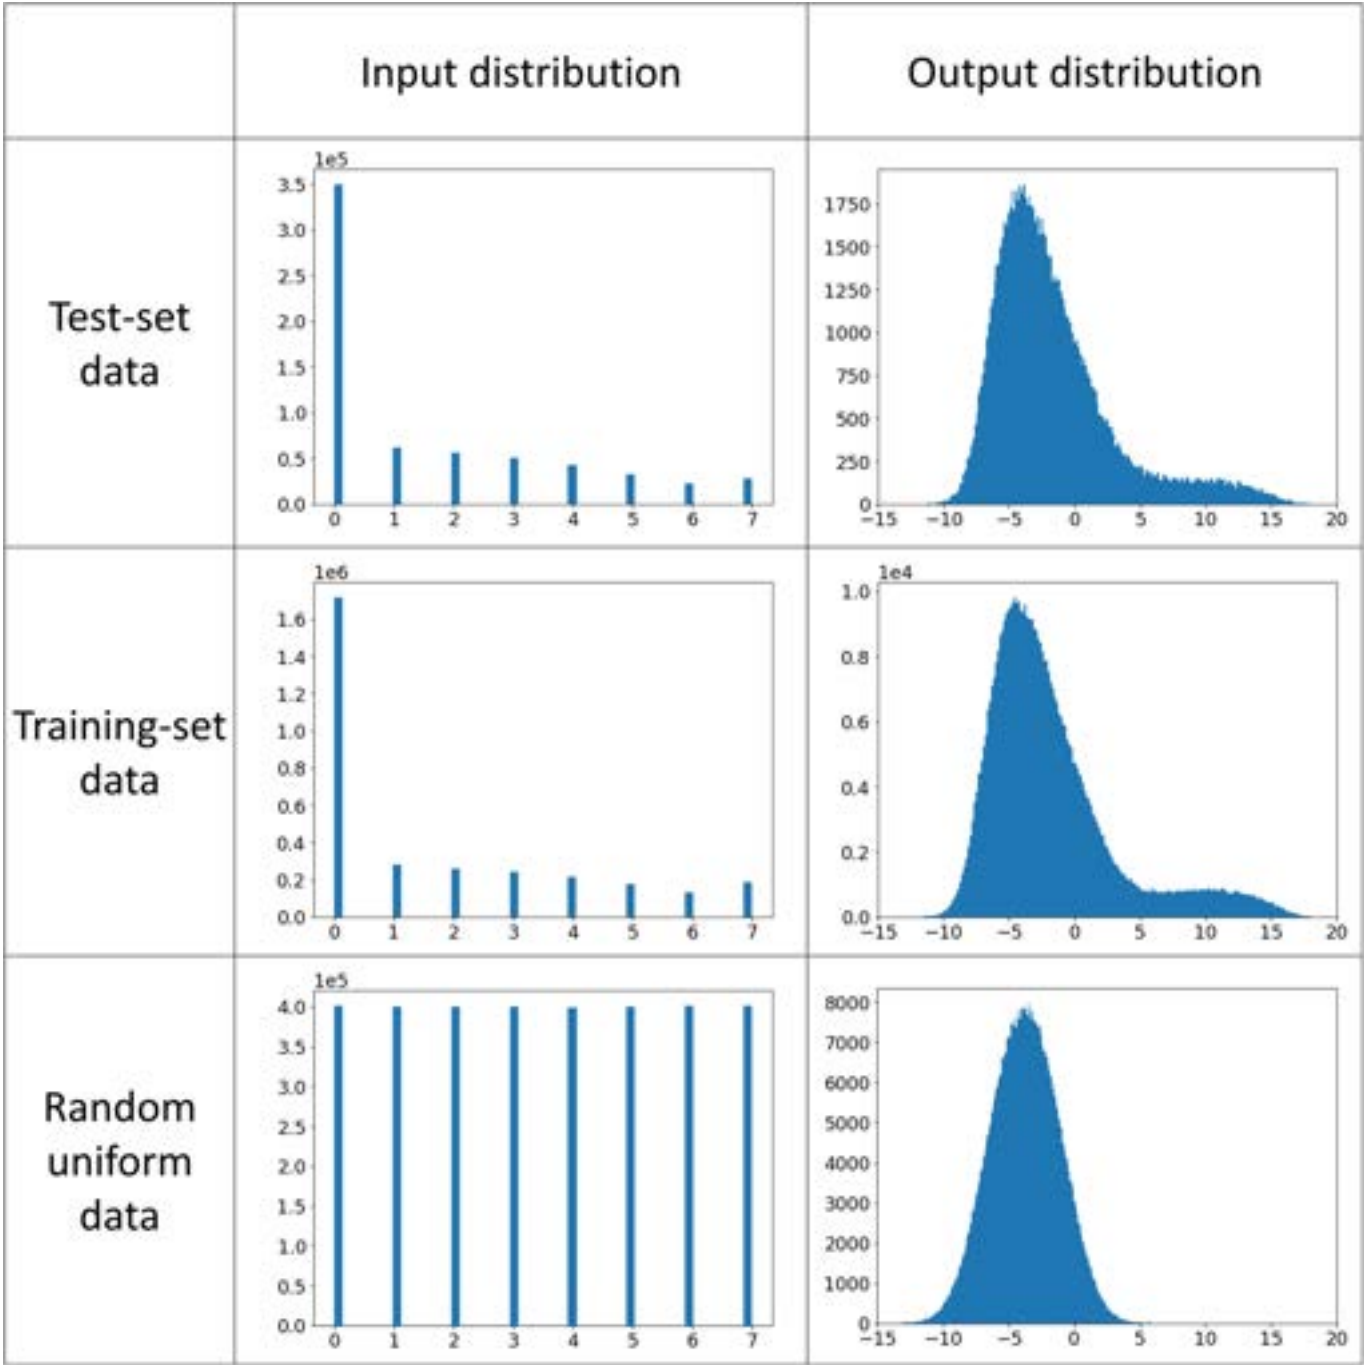 Input distribution
Output distribution
Test-set
data
1e5
3.5
3.0
2.5
2.0
1.5
1.0
0.5
0.0
0 1 2 3 4 5 6 7
1750
1500
1250
1000
750
500
250
0
−15 −10 −5 0 5 10 15 20
Training-set
data
1e6
1.6
1.4
1.2
1.0
0.8
0.6
0.4
0.2
0.0
0 1 2 3 4 5 6 7
1e4
1.0
0.8
0.6
0.4
0.2
0.0
−15 −10 −5 0 5 10 15 20
Random
uniform
data
1e5
4.0
3.5
3.0
2.5
2.0
1.5
1.0
0.5
0.0
0 1 2 3 4 5 6 7
8000
7000
6000
5000
4000
3000
2000
1000
0
−15 −10 −5 0 5 10 15 20